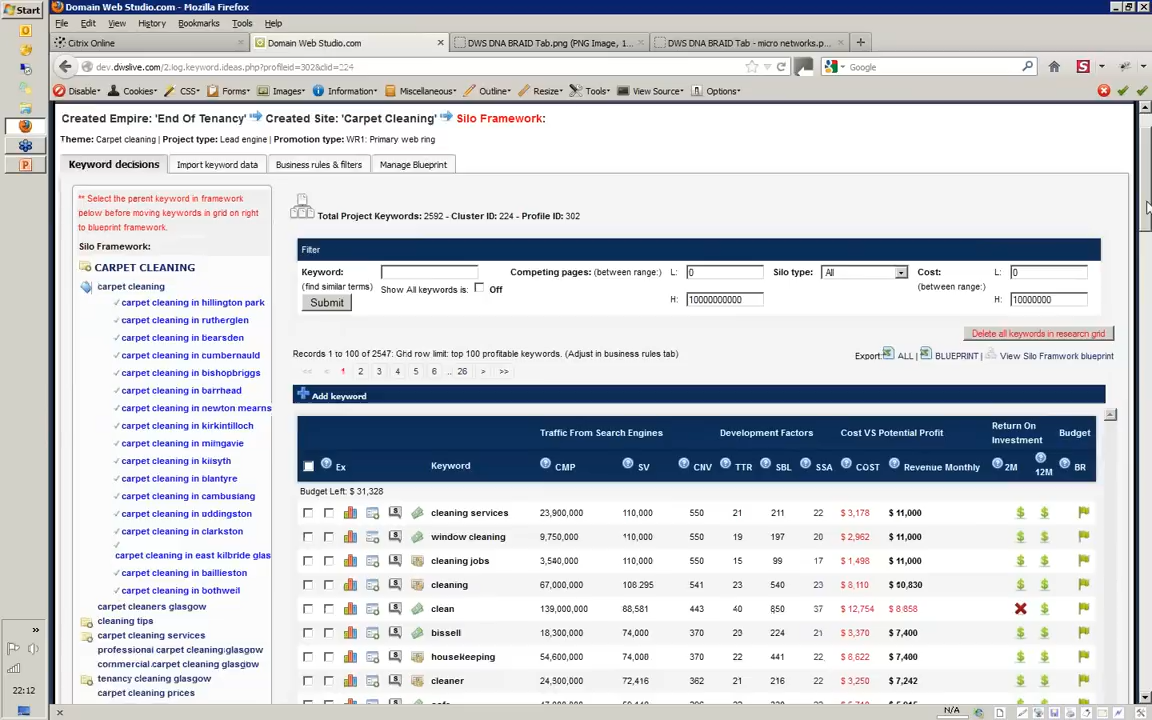 Start
Domain Web Studio.com - Mozilla Firefox
File Edit View History Bookmarks Tools Help
Citrix Online
Domain Web Studio.com
DWS DNA BRAID Tab.png (PNG Image, 1...
DWS DNA BRAID Tab - micro networks.p...
dev.dwslive.com/2.log.keyword.ideas.php?profileid=302&clid=224
Google
Disable Cookies CSS Forms Images Information Miscellaneous Outline Resize Tools View Source Options
Created Empire: 'End Of Tenancy' Created Site: 'Carpet Cleaning' Silo Framework:
Theme: Carpet cleaning | Project type: Lead engine | Promotion type: WR1: Primary web ring
Keyword decisions Import keyword data Business rules & filters Manage Blueprint
** Select the parent keyword in framework
below before moving keywords in grid on right
to blueprint framework.
Silo Framework:
CARPET CLEANING
carpet cleaning
carpet cleaning in hillington park
carpet cleaning in rutherglen
carpet cleaning in bearsden
carpet cleaning in cumbernauld
carpet cleaning in bishopbriggs
carpet cleaning in barrhead
carpet cleaning in newton mearns
carpet cleaning in kirkintilloch
carpet cleaning in milngavie
carpet cleaning in kilsyth
carpet cleaning in blantyre
carpet cleaning in cambuslang
carpet cleaning in uddingston
carpet cleaning in clarkston
carpet cleaning in east kilbride glas
carpet cleaning in baillieston
carpet cleaning in bothwell
carpet cleaners glasgow
cleaning tips
carpet cleaning services
professional carpet cleaning glasgow
commercial carpet cleaning glasgow
tenancy cleaning glasgow
carpet cleaning prices
Total Project Keywords: 2592 - Cluster ID: 224 - Profile ID: 302
Filter
Keyword: Competing pages: (between range:) L: 0 Silo type: All Cost: L: 0
(find similar terms) Show All keywords is: Off (between range:)
Submit H: 10000000000 H: 10000000
Delete all keywords in research grid
Records 1 to 100 of 2547: Grid row limit: top 100 profitable keywords. (Adjust in business rules tab)
Export: ALL | BLUEPRINT | View Silo Framwork blueprint
<< < 1 2 3 4 5 6 .. 26 > >>
Add keyword
Traffic From Search Engines Development Factors Cost VS Potential Profit Return On Investment Budget
Ex Keyword CMP SV CNV TTR SBL SSA COST Revenue Monthly 2M 12M BR
Budget Left: $ 31,328
cleaning services 23,900,000 110,000 550 21 211 22 $ 3,178 $ 11,000
window cleaning 9,750,000 110,000 550 19 197 20 $ 2,962 $ 11,000
cleaning jobs 3,540,000 110,000 550 15 99 17 $ 1,498 $ 11,000
cleaning 67,000,000 108,295 541 23 540 23 $ 8,110 $ 10,830
clean 139,000,000 88,581 443 40 850 37 $ 12,754 $ 8,858
bissell 18,300,000 74,000 370 23 224 21 $ 3,370 $ 7,400
housekeeping 54,600,000 74,008 370 22 441 22 $ 6,622 $ 7,400
cleaner 24,300,000 72,416 362 21 216 22 $ 3,250 $ 7,242
22:12
N/A